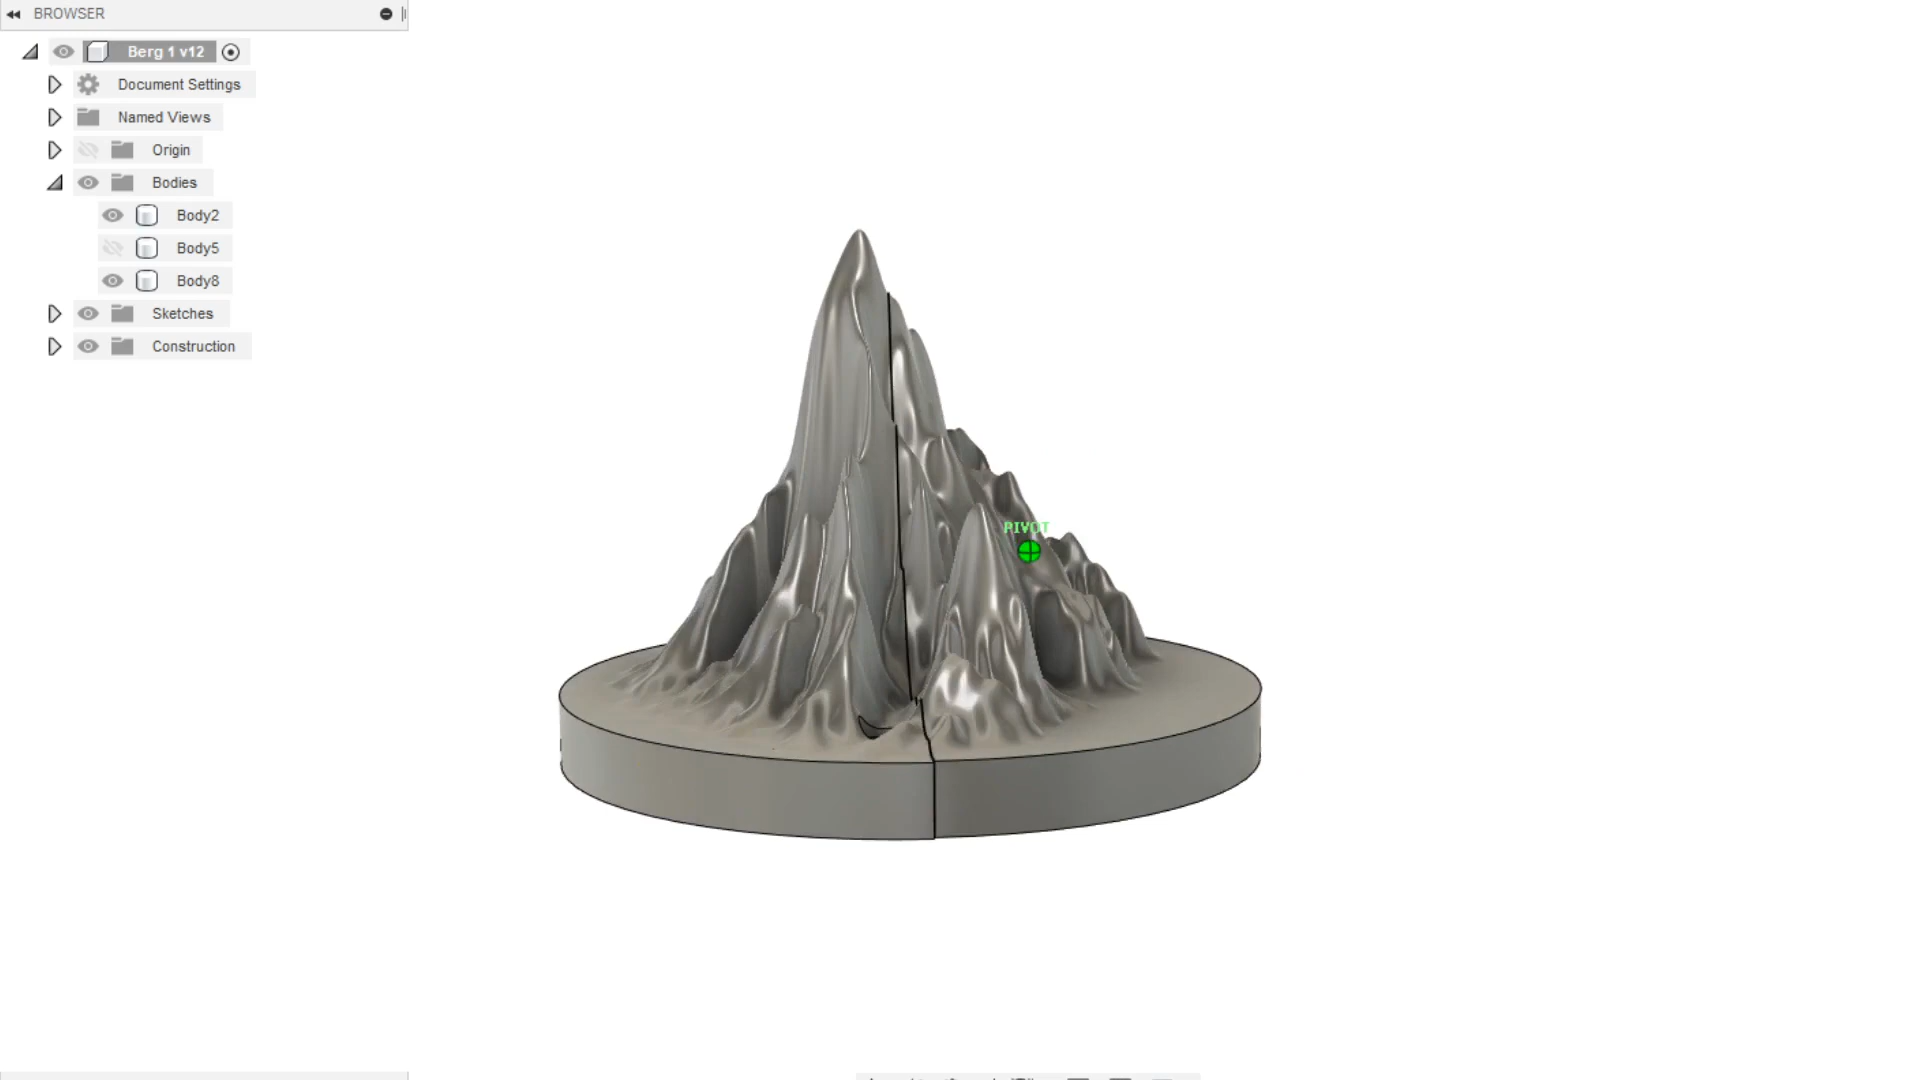 BROWSER
Berg 1 v12
Document Settings
Named Views
Origin
Bodies
Body2
Body5
Body8
Sketches
Construction
PIVOT